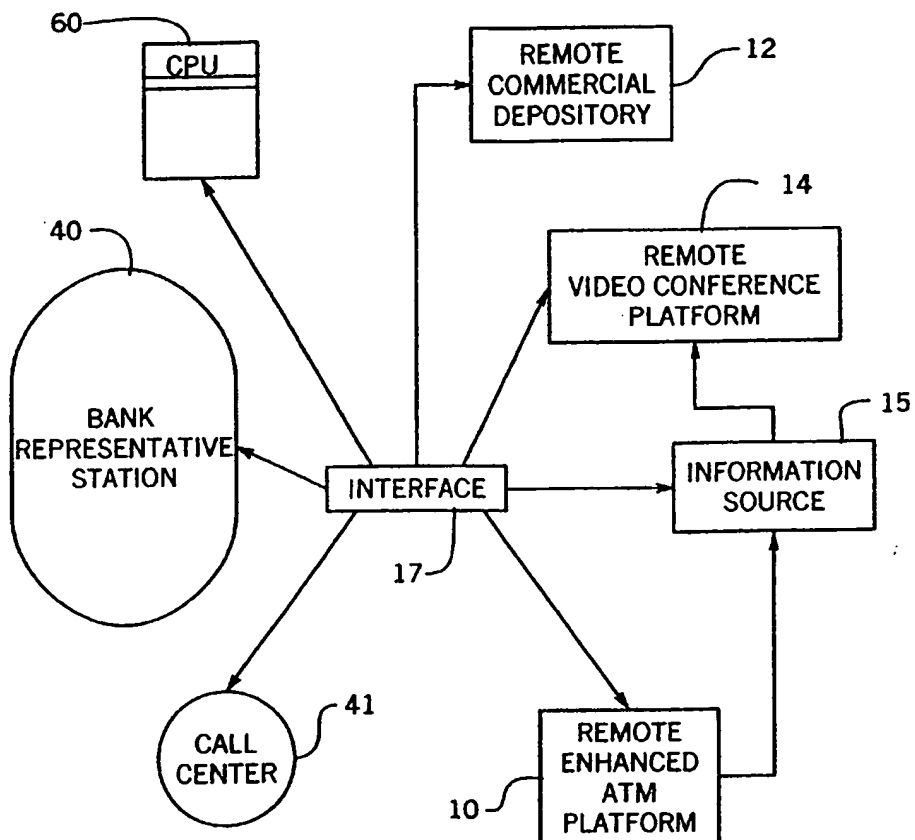 60
CPU
REMOTE
COMMERCIAL
DEPOSITORY
12
14
40
REMOTE
VIDEO CONFERENCE
PLATFORM
15
BANK
REPRESENTATIVE
STATION
INTERFACE
INFORMATION
SOURCE
17
41
CALL
CENTER
REMOTE
ENHANCED
ATM
PLATFORM
10